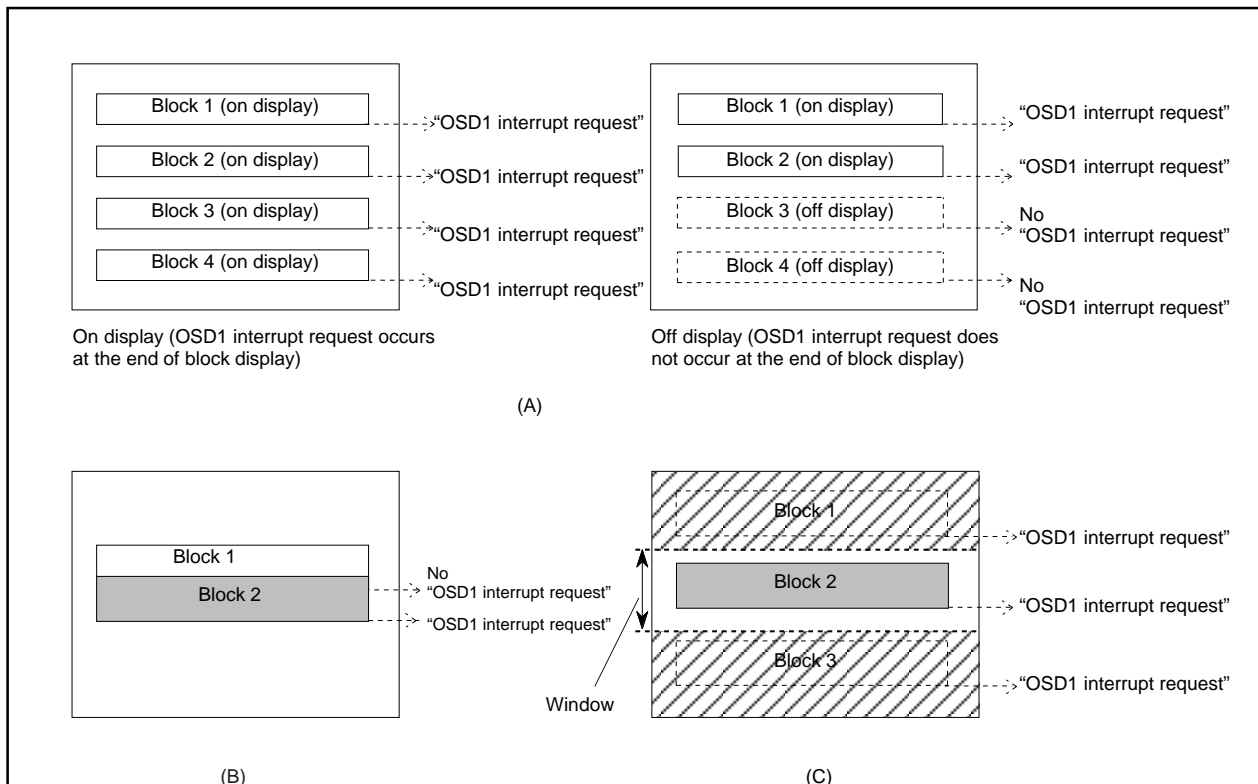 Block 1 (on display)
“OSD1 interrupt request”
Block 2 (on display)
“OSD1 interrupt request”
Block 3 (on display)
“OSD1 interrupt request”
Block 4 (on display)
“OSD1 interrupt request”
On display (OSD1 interrupt request occurs
at the end of block display)
Block 1 (on display)
“OSD1 interrupt request”
Block 2 (on display)
“OSD1 interrupt request”
Block 3 (off display)
No
“OSD1 interrupt request”
Block 4 (off display)
No
“OSD1 interrupt request”
Off display (OSD1 interrupt request does
not occur at the end of block display)
(A)
Block 1
Block 2
No
“OSD1 interrupt request”
“OSD1 interrupt request”
(B)
Block 1
“OSD1 interrupt request”
Block 2
“OSD1 interrupt request”
Block 3
“OSD1 interrupt request”
Window
(C)